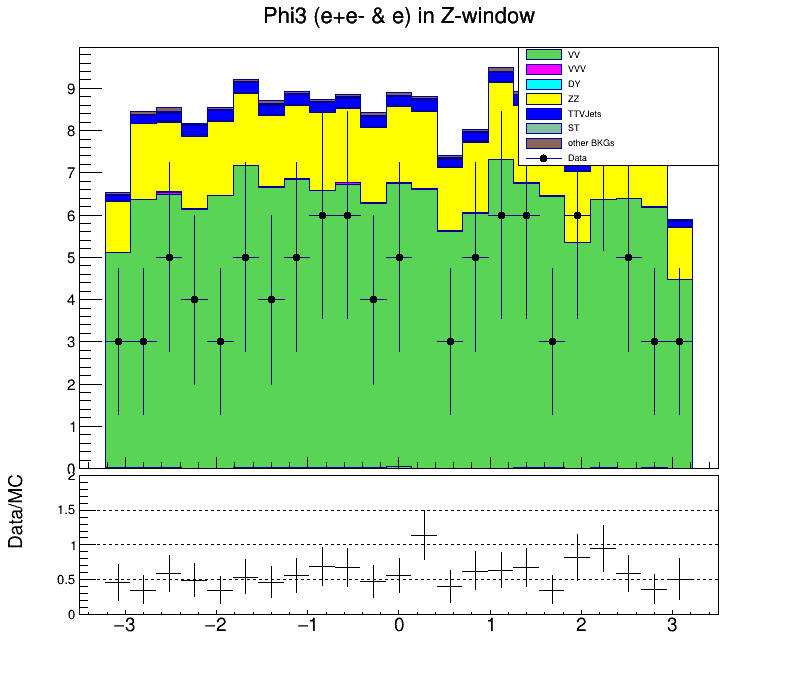 Phi3 (e+e- & e) in Z-window
9
8
7
6
5
4
3
2
1
0
VV
VVV
DY
ZZ
TTVJets
ST
other BKGs
Data
Data/MC
2
1.5
1
0.5
0
−3 −2 −1 0 1 2 3